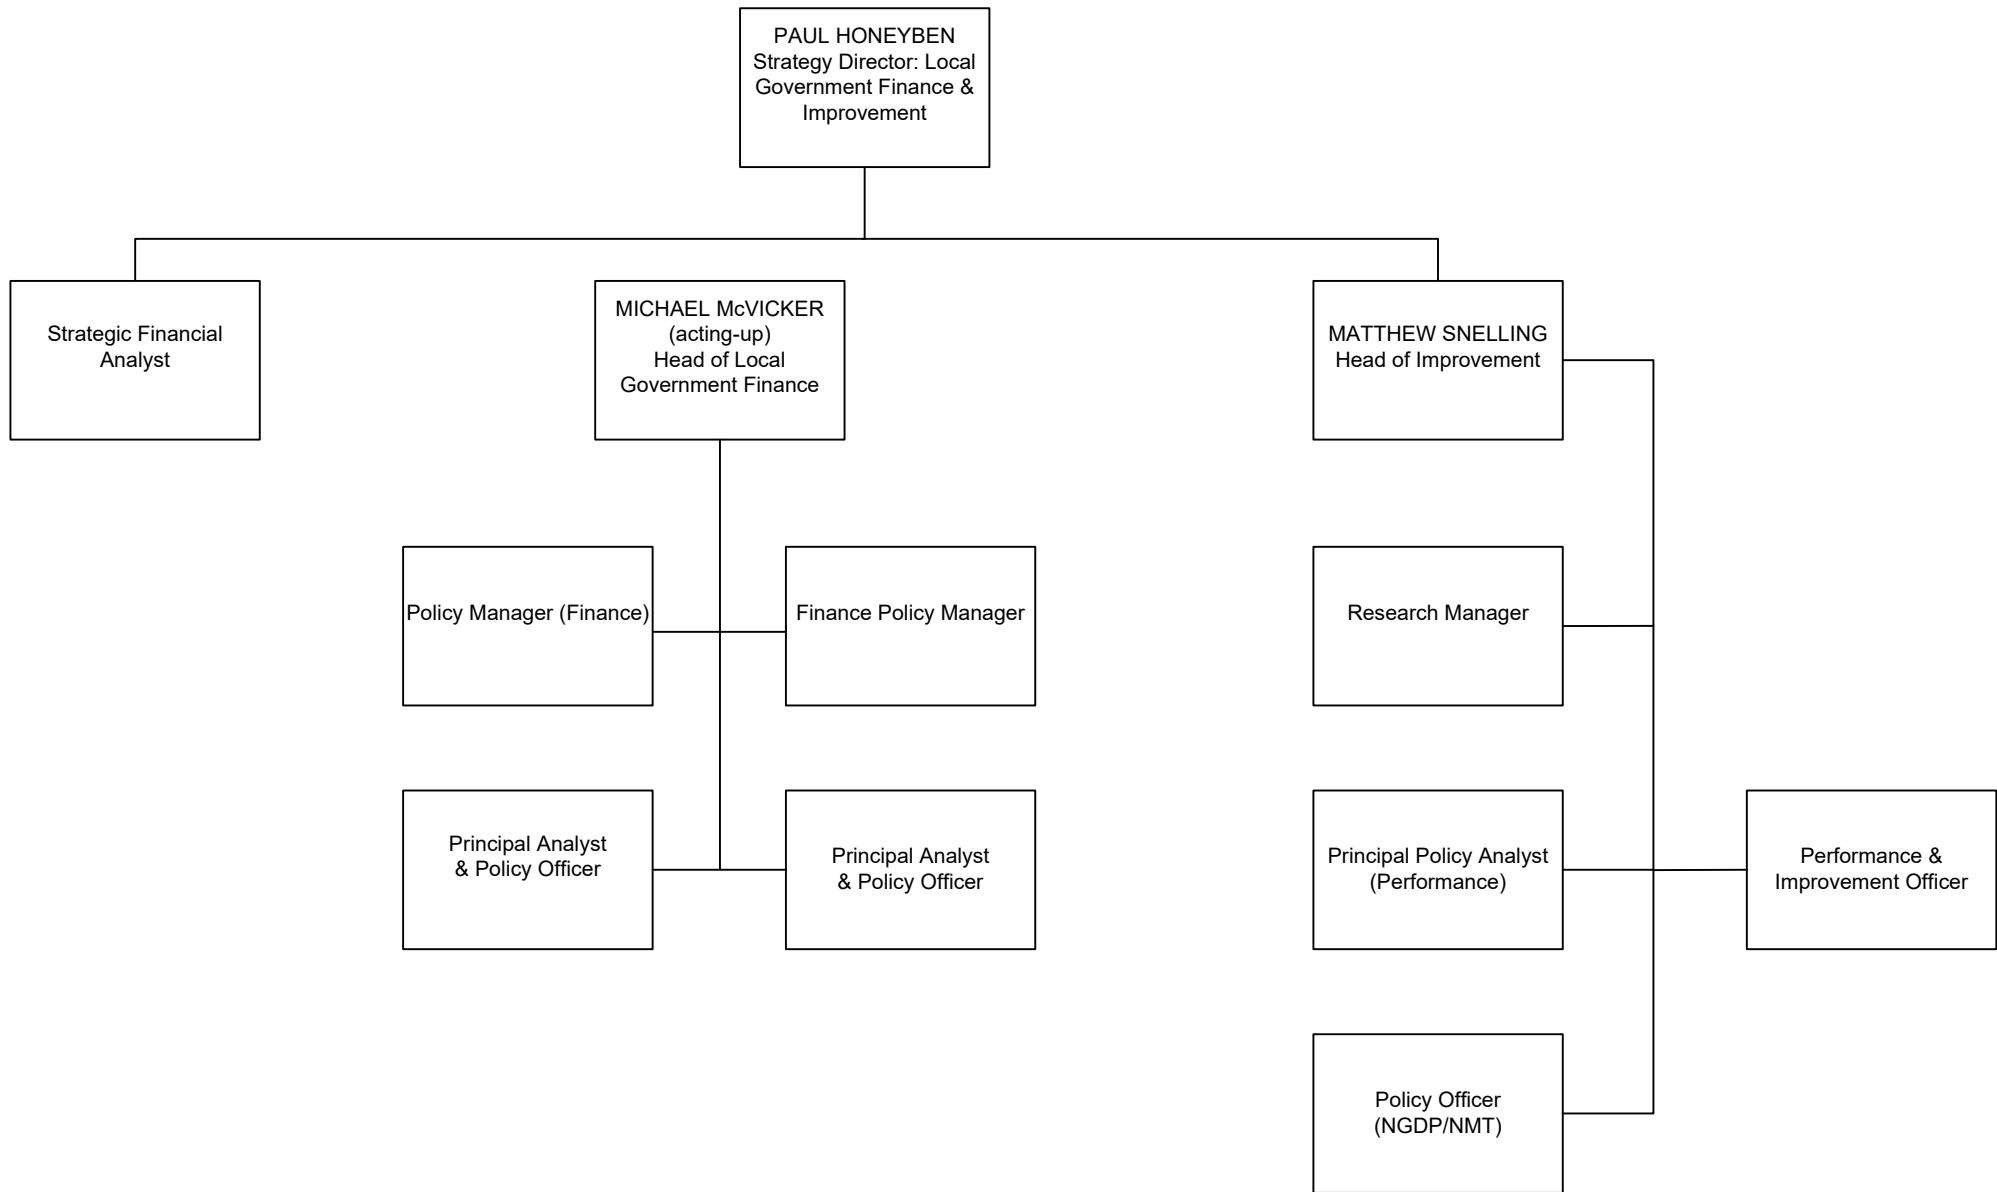 PAUL HONEYBEN
Strategy Director: Local
Government Finance &
Improvement
Strategic Financial
Analyst
MICHAEL McVICKER
(acting-up)
Head of Local
Government Finance
MATTHEW SNELLING
Head of Improvement
Policy Manager (Finance)
Finance Policy Manager
Research Manager
Principal Analyst
& Policy Officer
Principal Analyst
& Policy Officer
Principal Policy Analyst
(Performance)
Performance &
Improvement Officer
Policy Officer
(NGDP/NMT)